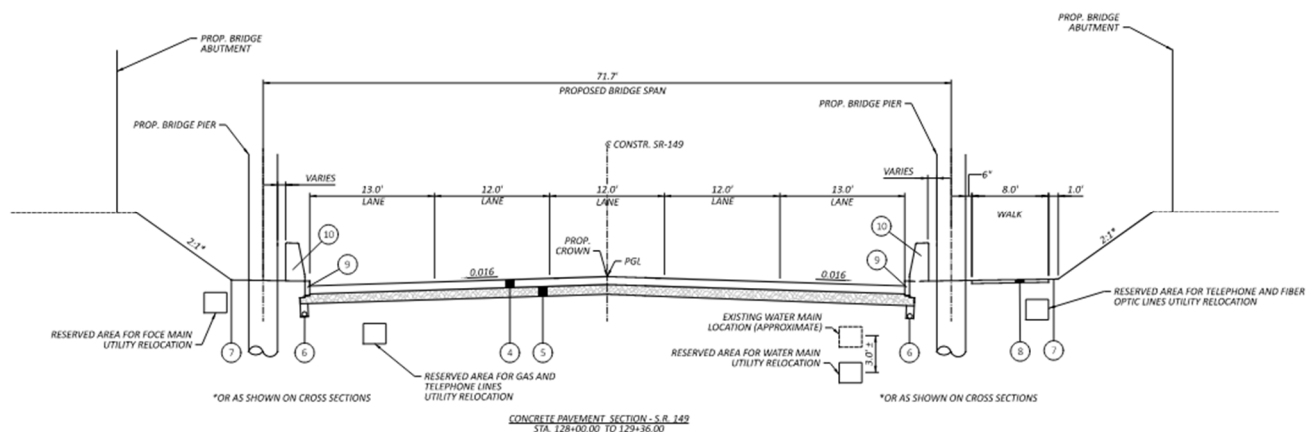 PROP. BRIDGE
ABUTMENT
PROP. BRIDGE
ABUTMENT
71.7'
PROPOSED BRIDGE SPAN
PROP. BRIDGE PIER
PROP. BRIDGE PIER
℄ CONSTR. SR-149
VARIES
VARIES
6"
13.0'
LANE
12.0'
LANE
12.0'
LANE
12.0'
LANE
13.0'
LANE
8.0'
WALK
1.0'
2:1*
2:1*
10
10
9
9
PROP.
CROWN
PGL
0.016
0.016
RESERVED AREA FOR FOCE MAIN
UTILITY RELOCATION
EXISTING WATER MAIN
LOCATION (APPROXIMATE)
RESERVED AREA FOR WATER MAIN
UTILITY RELOCATION
3.0' ±
RESERVED AREA FOR TELEPHONE AND FIBER
OPTIC LINES UTILITY RELOCATION
7
6
4
5
6
8
7
RESERVED AREA FOR GAS AND
TELEPHONE LINES
UTILITY RELOCATION
*OR AS SHOWN ON CROSS SECTIONS
*OR AS SHOWN ON CROSS SECTIONS
CONCRETE PAVEMENT SECTION - S.R. 149
STA. 128+00.00 TO 129+36.00